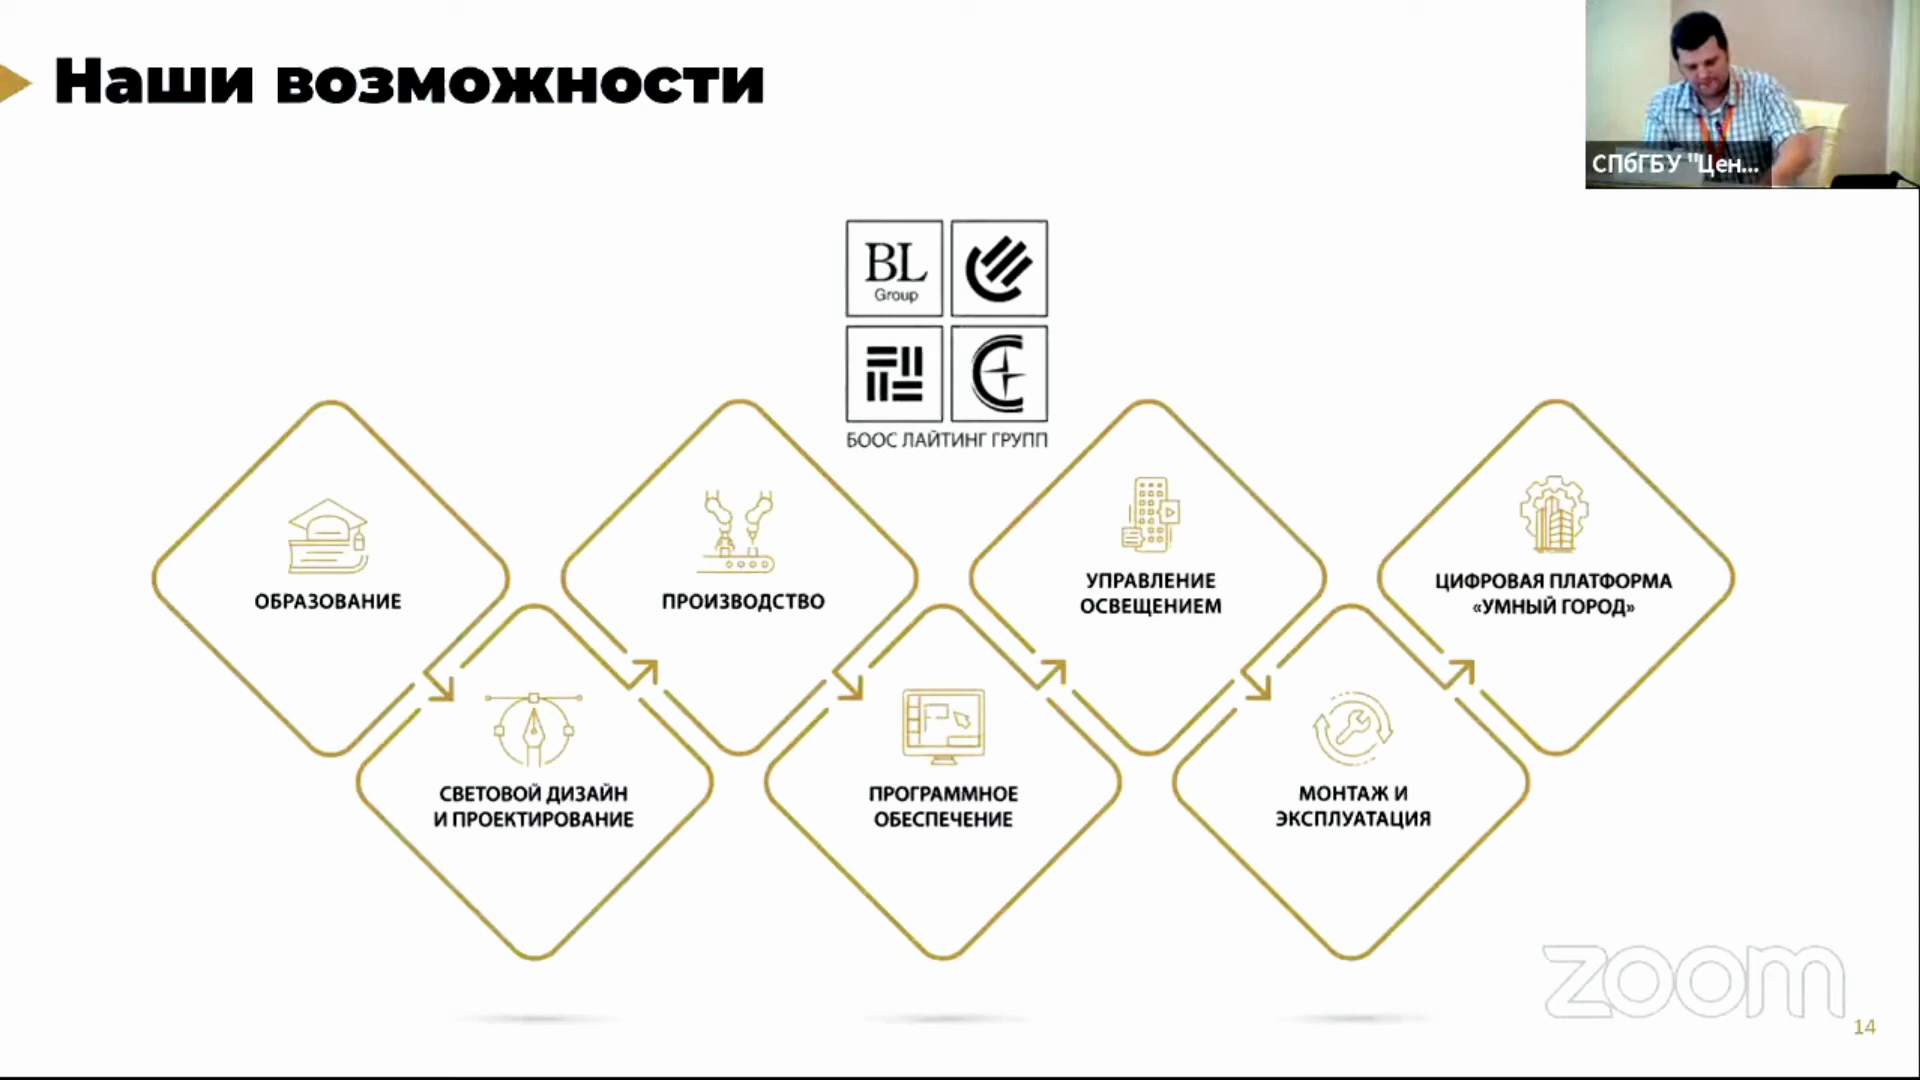 Наши возможности
СПбГБУ "Цен...
BL
Group
БООС ЛАЙТИНГ ГРУПП
ОБРАЗОВАНИЕ
ПРОИЗВОДСТВО
УПРАВЛЕНИЕ
ОСВЕЩЕНИЕМ
ЦИФРОВАЯ ПЛАТФОРМА
«УМНЫЙ ГОРОД»
СВЕТОВОЙ ДИЗАЙН
И ПРОЕКТИРОВАНИЕ
ПРОГРАММНОЕ
ОБЕСПЕЧЕНИЕ
МОНТАЖ И
ЭКСПЛУАТАЦИЯ
zoom
14